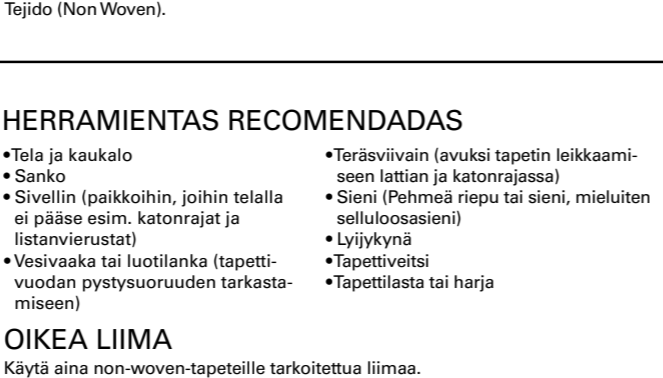 Tejido (Non Woven).
HERRAMIENTAS RECOMENDADAS
•Tela ja kaukalo
• Sanko
• Sivellin (paikkoihin, joihin telalla
ei pääse esim. katonrajat ja
listanvierustat)
• Vesivaaka tai luotilanka (tapetti-
vuodan pystysuoruuden tarkasta-
miseen)
•Teräsviivain (avuksi tapetin leikkaami-
seen lattian ja katonrajassa)
• Sieni (Pehmeä riepu tai sieni, mieluiten
selluloosasieni)
• Lyijykynä
•Tapettiveitsi
•Tapettilasta tai harja
OIKEA LIIMA
Käytä aina non-woven-tapeteille tarkoitettua liimaa.